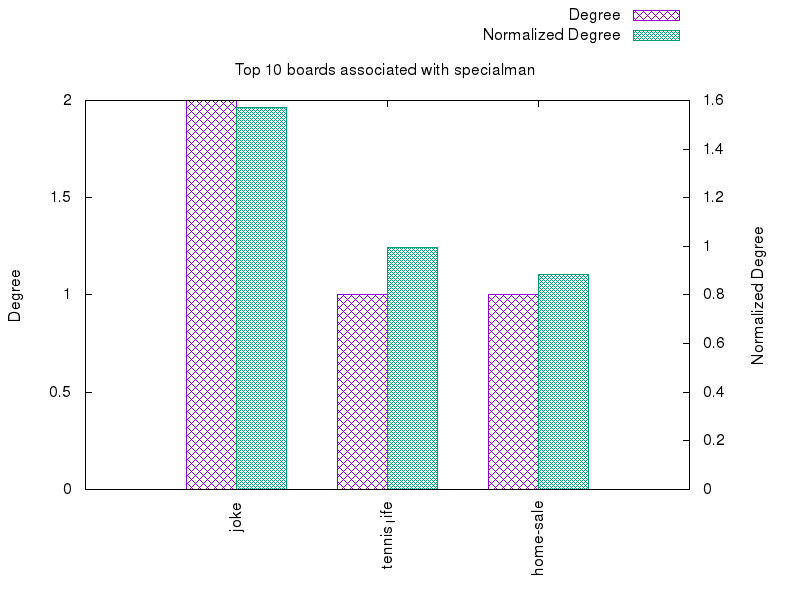 Degree
Normalized Degree
Top 10 boards associated with specialman
2
1.5
1
0.5
0
1.6
1.4
1.2
1
0.8
0.6
0.4
0.2
0
Degree
Normalized Degree
joke
tennis_life
home-sale